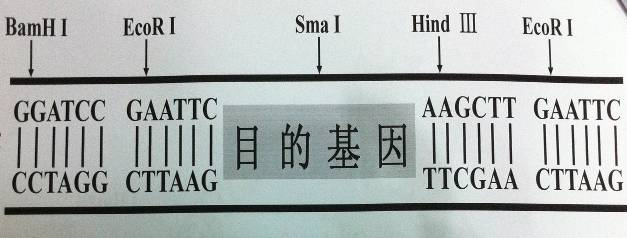 BamH I EcoR I Sma I Hind Ⅲ EcoR I
GGATCC GAATTC AAGCTT GAATTC
目的基因
CCTAGG CTTAAG TTCGAA CTTAAG